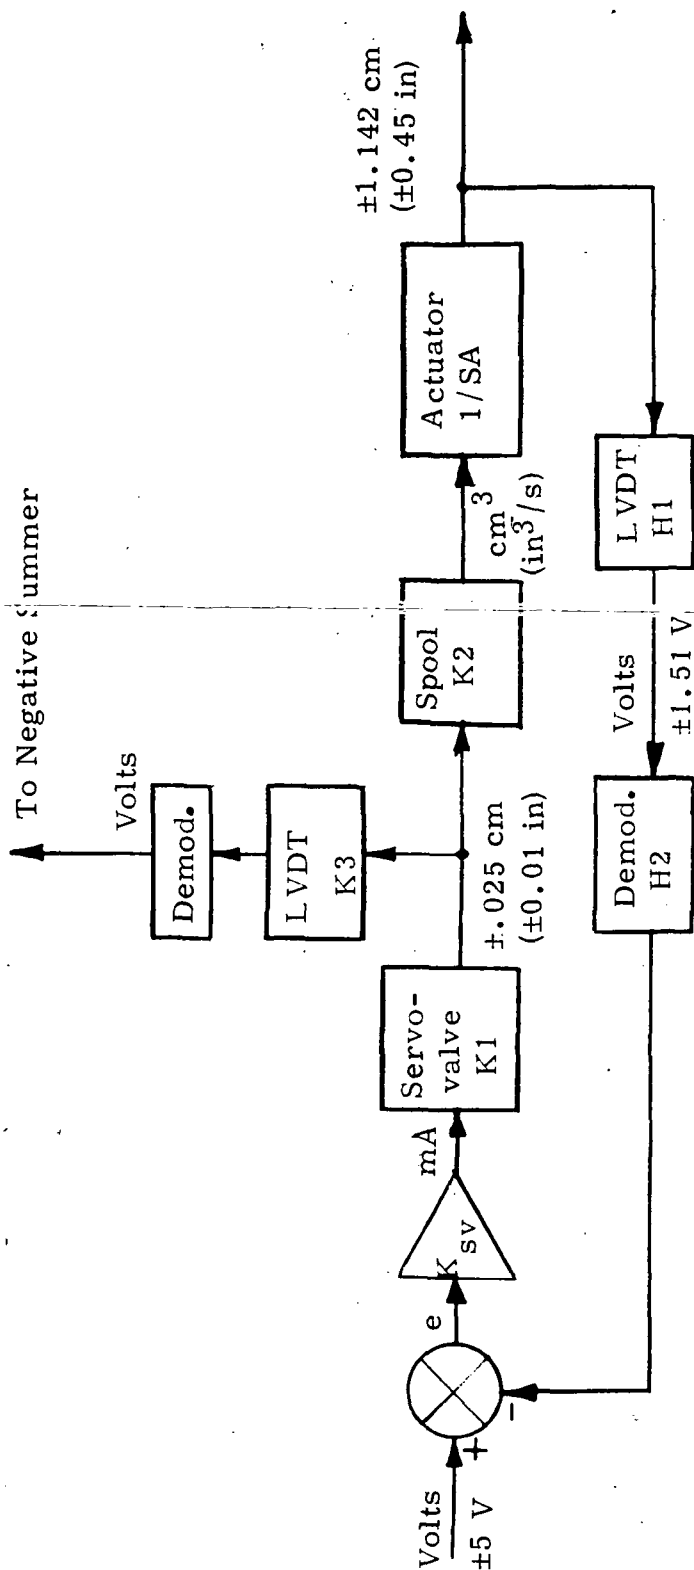 To Negative Summer
Volts
Demod.
LVDT
K3
Volts
±5 V
+
-
e
K sv
mA
Servo-
valve
K1
±.025 cm
(±0.01 in)
Spool
K2
cm³
(in³/s)
Actuator
1/SA
±1.142 cm
(±0.45 in)
LVDT
H1
Volts
±1.51 V
Demod.
H2